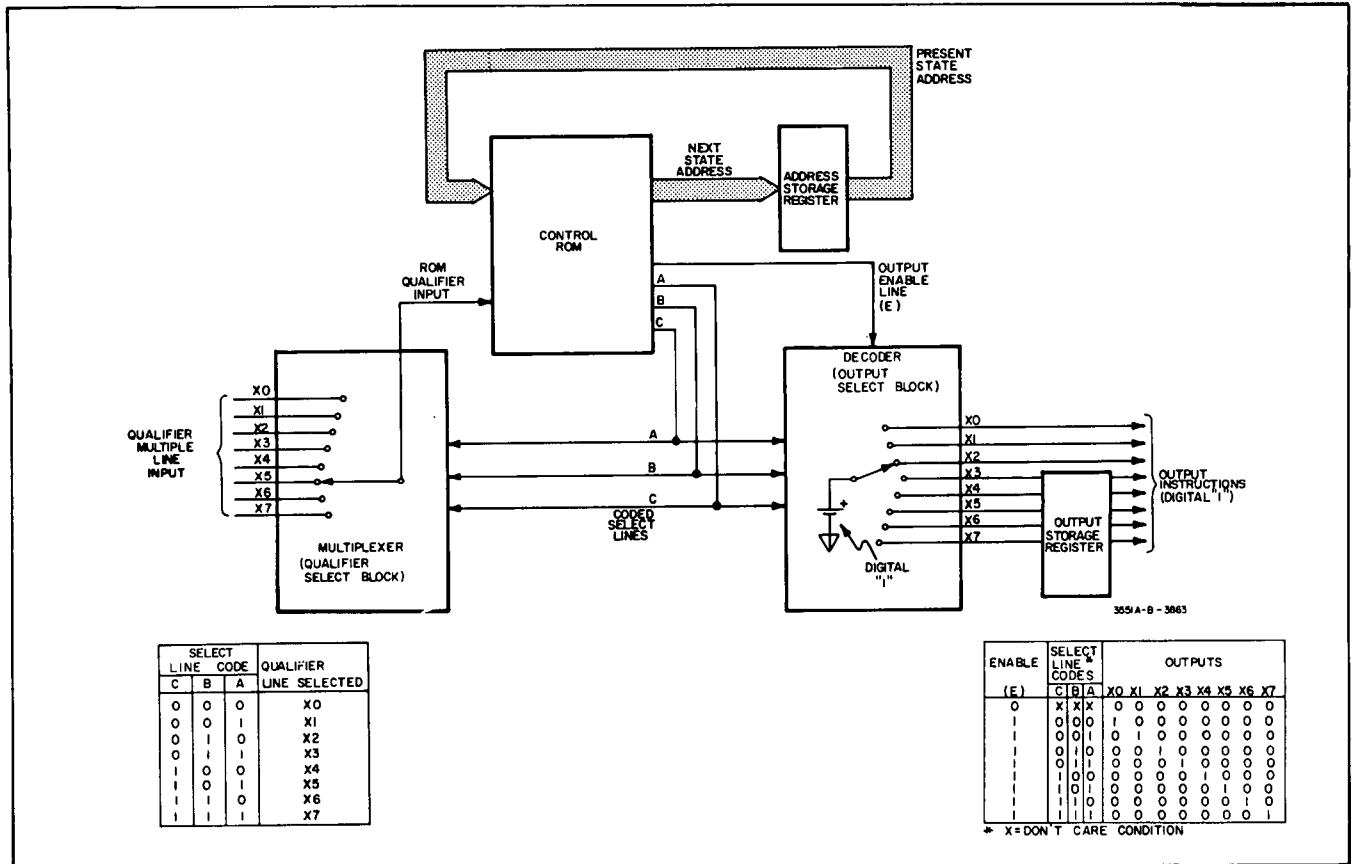 PRESENT
STATE
ADDRESS
NEXT
STATE
ADDRESS
ADDRESS
STORAGE
REGISTER
CONTROL
ROM
ROM
QUALIFIER
INPUT
A
B
C
OUTPUT
ENABLE
LINE
(E)
QUALIFIER
MULTIPLE
LINE
INPUT
X0
X1
X2
X3
X4
X5
X6
X7
MULTIPLEXER
(QUALIFIER
SELECT BLOCK)
A
B
C
CODED
SELECT
LINES
DECODER
(OUTPUT
SELECT BLOCK)
+
DIGITAL
"1"
X0
X1
X2
X3
X4
X5
X6
X7
OUTPUT
STORAGE
REGISTER
OUTPUT
INSTRUCTIONS
(DIGITAL "1")
3551A-B-3863
SELECT
LINE CODE QUALIFIER
C B A LINE SELECTED
0 0 0 X0
0 0 1 X1
0 1 0 X2
0 1 1 X3
1 0 0 X4
1 0 1 X5
1 1 0 X6
1 1 1 X7
ENABLE SELECT LINE * CODES OUTPUTS
(E) C B A X0 X1 X2 X3 X4 X5 X6 X7
0 X X X 0 0 0 0 0 0 0 0
1 0 0 0 1 0 0 0 0 0 0 0
1 0 0 1 0 1 0 0 0 0 0 0
1 0 1 0 0 0 1 0 0 0 0 0
1 0 1 1 0 0 0 1 0 0 0 0
1 1 0 0 0 0 0 0 1 0 0 0
1 1 0 1 0 0 0 0 0 1 0 0
1 1 1 0 0 0 0 0 0 0 1 0
1 1 1 1 0 0 0 0 0 0 0 1
* X = DON'T CARE CONDITION